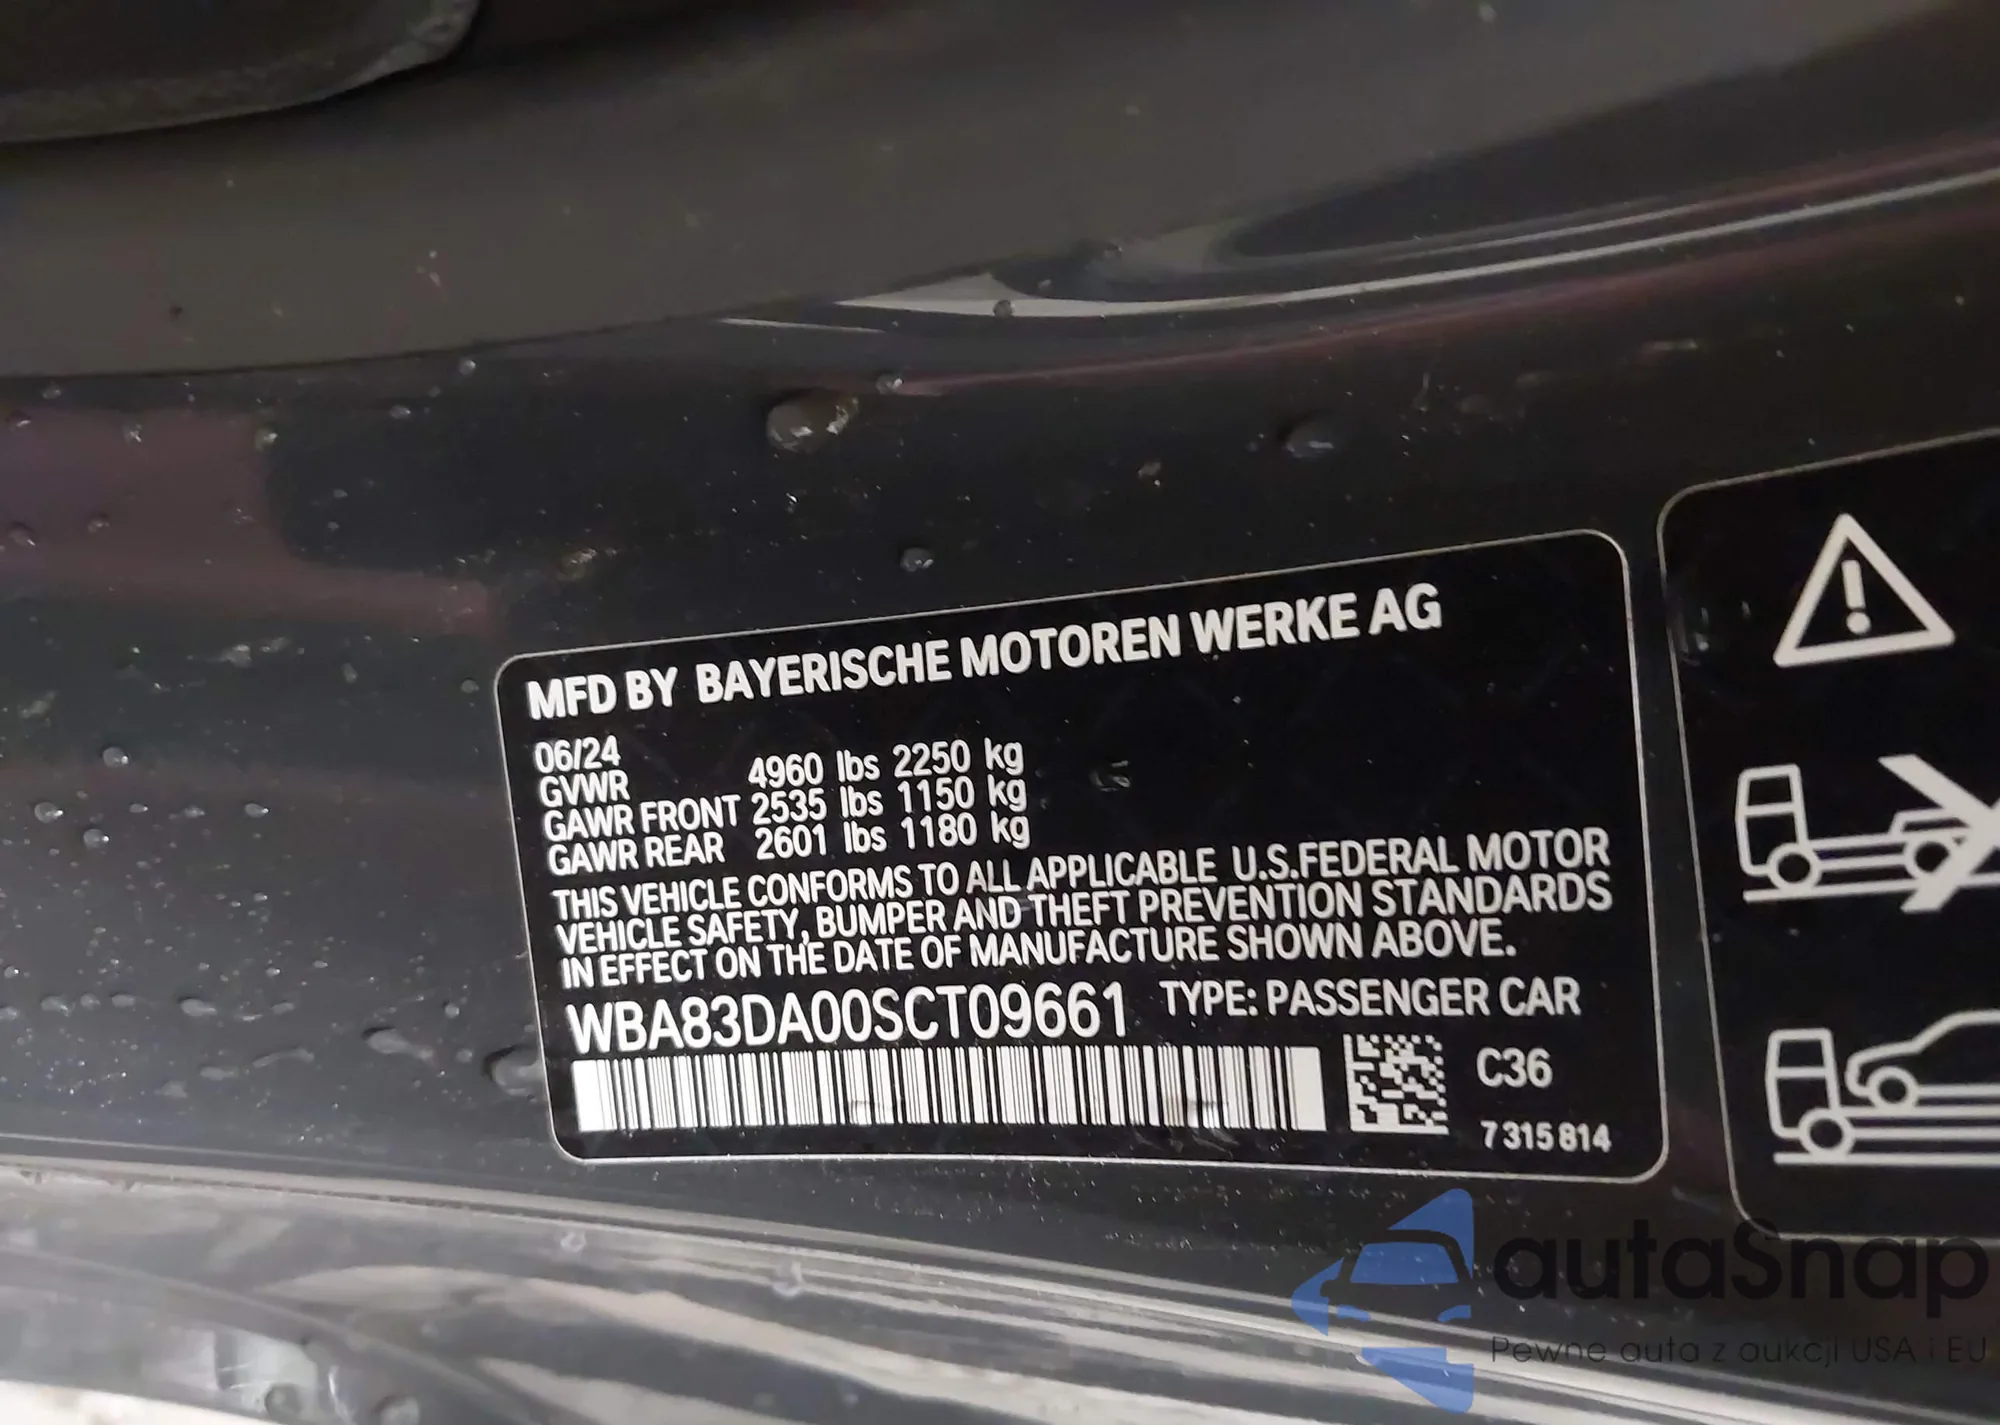 MFD BY BAYERISCHE MOTOREN WERKE AG
06/24
GVWR 4960 lbs 2250 kg
GAWR FRONT 2535 lbs 1150 kg
GAWR REAR 2601 lbs 1180 kg
THIS VEHICLE CONFORMS TO ALL APPLICABLE U.S.FEDERAL MOTOR
VEHICLE SAFETY, BUMPER AND THEFT PREVENTION STANDARDS
IN EFFECT ON THE DATE OF MANUFACTURE SHOWN ABOVE.
WBA83DA00SCT09661 TYPE: PASSENGER CAR
C36
7 315 814
autaSnap
Pewne auta z aukcji USA i EU